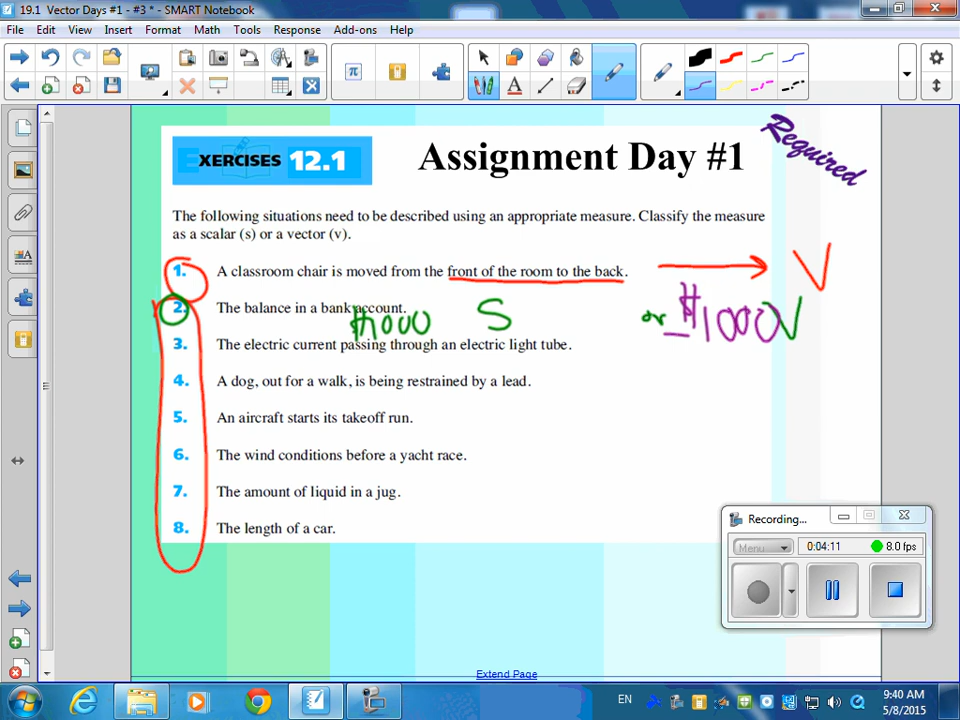 19.1 Vector Days #1 - #3 * - SMART Notebook
File Edit View Insert Format Math Tools Response Add-ons Help
Required
EXERCISES 12.1 Assignment Day #1
The following situations need to be described using an appropriate measure. Classify the measure
as a scalar (s) or a vector (v).
1. A classroom chair is moved from the front of the room to the back. V
2. The balance in a bank account.
$1000 S or -$1000 V
3. The electric current passing through an electric light tube.
4. A dog, out for a walk, is being restrained by a lead.
5. An aircraft starts its takeoff run.
6. The wind conditions before a yacht race.
7. The amount of liquid in a jug.
8. The length of a car.
Recording...
Menu 0:04:11 8.0 fps
Extend Page
EN 9:40 AM
5/8/2015